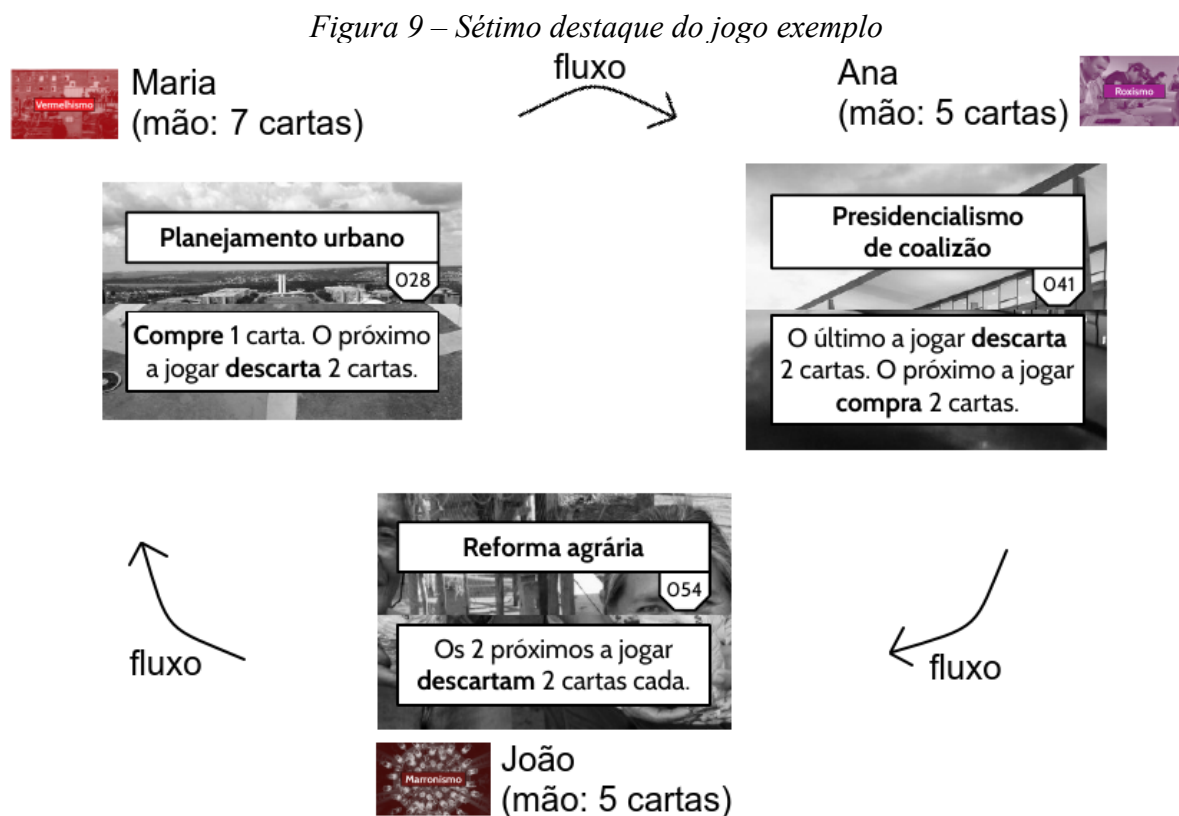 Figura 9 – Sétimo destaque do jogo exemplo
Vermelhismo
Maria
(mão: 7 cartas)
fluxo
Ana
(mão: 5 cartas)
Roxismo
Planejamento urbano
028
Compre 1 carta. O próximo
a jogar descarta 2 cartas.
Presidencialismo
de coalizão
041
O último a jogar descarta
2 cartas. O próximo a jogar
compra 2 cartas.
Reforma agrária
054
Os 2 próximos a jogar
descartam 2 cartas cada.
fluxo
fluxo
Marronismo
João
(mão: 5 cartas)